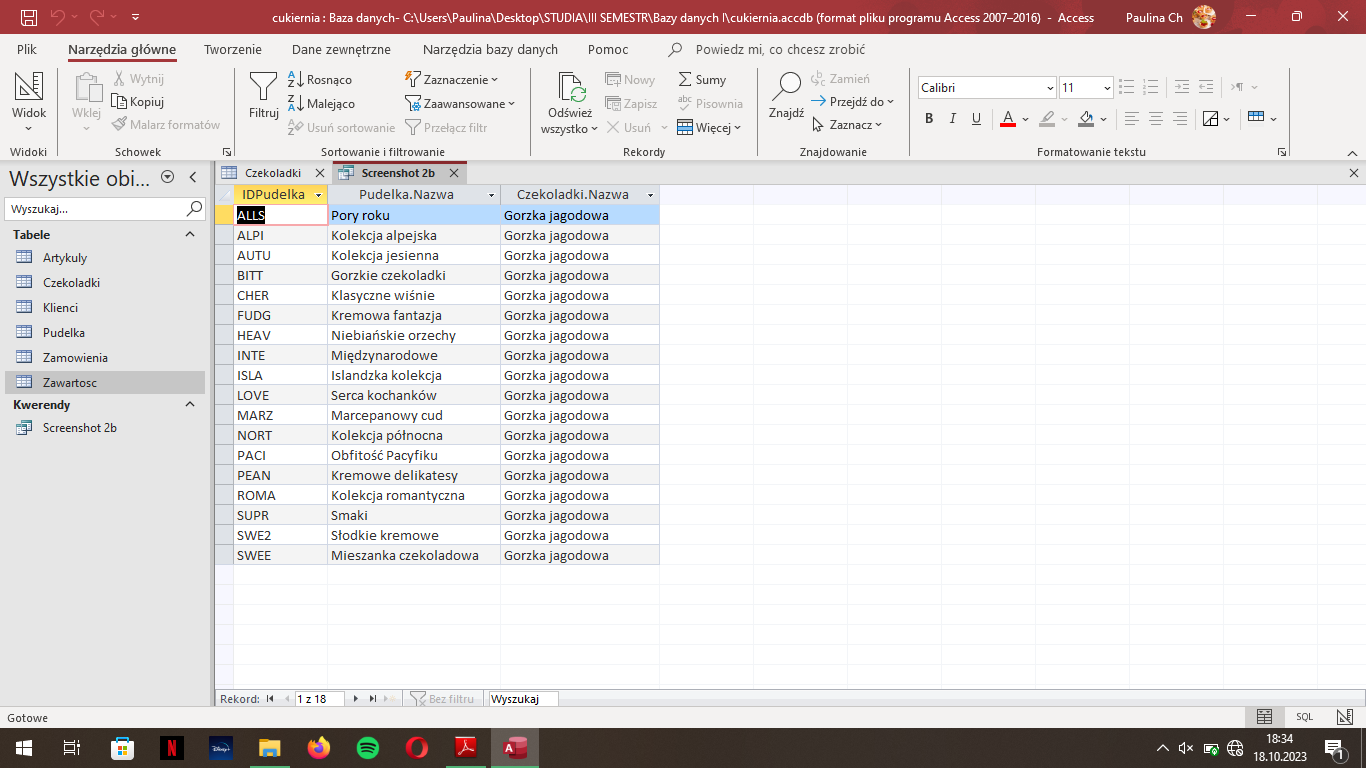 cukiernia : Baza danych- C:\Users\Paulina\Desktop\STUDIA\III SEMESTR\Bazy danych I\cukiernia.accdb (format pliku programu Access 2007–2016) - Access Paulina Ch
Plik Narzędzia główne Tworzenie Dane zewnętrzne Narzędzia bazy danych Pomoc Powiedz mi, co chcesz zrobić
Widok
Widoki
Wklej
Wytnij
Kopiuj
Malarz formatów
Schowek
Filtruj
Rosnąco
Malejąco
Usuń sortowanie
Zaznaczenie
Zaawansowane
Przełącz filtr
Sortowanie i filtrowanie
Odśwież
wszystko
Nowy
Zapisz
Usuń
Sumy
Pisownia
Więcej
Rekordy
Znajdź
Zamień
Przejdź do
Zaznacz
Znajdowanie
Calibri 11
B I U A
Formatowanie tekstu
Wszystkie obi...
Wyszukaj...
Tabele
Artykuly
Czekoladki
Klienci
Pudelka
Zamowienia
Zawartosc
Kwerendy
Screenshot 2b
Czekoladki Screenshot 2b
IDPudelka Pudelka.Nazwa Czekoladki.Nazwa
ALLS Pory roku Gorzka jagodowa
ALPI Kolekcja alpejska Gorzka jagodowa
AUTU Kolekcja jesienna Gorzka jagodowa
BITT Gorzkie czekoladki Gorzka jagodowa
CHER Klasyczne wiśnie Gorzka jagodowa
FUDG Kremowa fantazja Gorzka jagodowa
HEAV Niebiańskie orzechy Gorzka jagodowa
INTE Międzynarodowe Gorzka jagodowa
ISLA Islandzka kolekcja Gorzka jagodowa
LOVE Serca kochanków Gorzka jagodowa
MARZ Marcepanowy cud Gorzka jagodowa
NORT Kolekcja północna Gorzka jagodowa
PACI Obfitość Pacyfiku Gorzka jagodowa
PEAN Kremowe delikatesy Gorzka jagodowa
ROMA Kolekcja romantyczna Gorzka jagodowa
SUPR Smaki Gorzka jagodowa
SWE2 Słodkie kremowe Gorzka jagodowa
SWEE Mieszanka czekoladowa Gorzka jagodowa
Rekord: 1 z 18 Bez filtru Wyszukaj
Gotowe SQL
18:34
18.10.2023
1